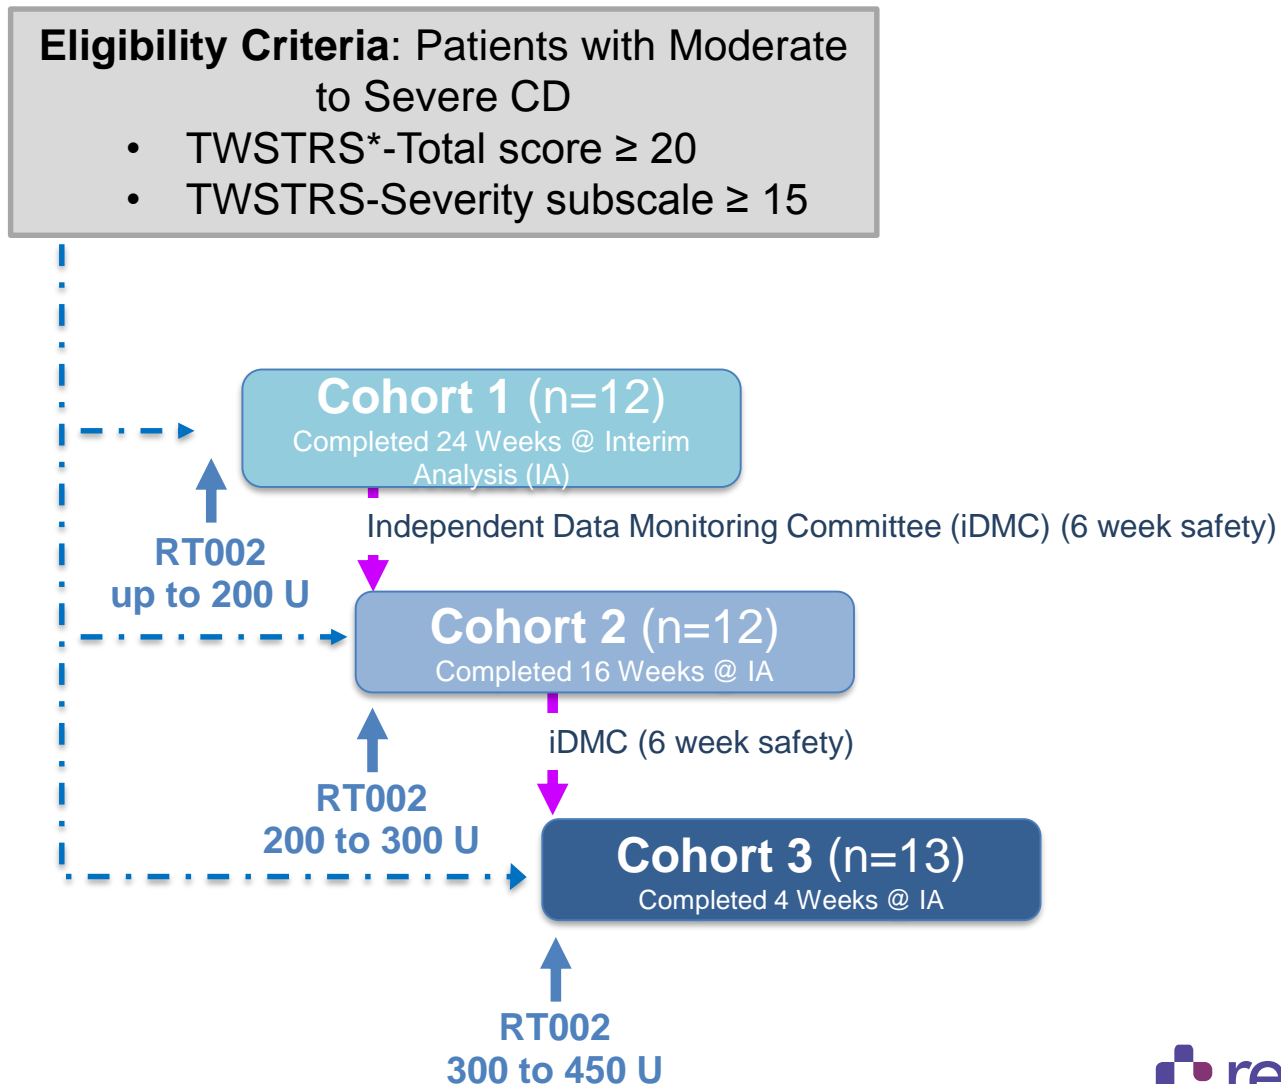 Eligibility Criteria: Patients with Moderate
to Severe CD
• TWSTRS*-Total score ≥ 20
• TWSTRS-Severity subscale ≥ 15
Cohort 1 (n=12)
Completed 24 Weeks @ Interim
Analysis (IA)
Independent Data Monitoring Committee (iDMC) (6 week safety)
RT002
up to 200 U
Cohort 2 (n=12)
Completed 16 Weeks @ IA
iDMC (6 week safety)
RT002
200 to 300 U
Cohort 3 (n=13)
Completed 4 Weeks @ IA
RT002
300 to 450 U
re